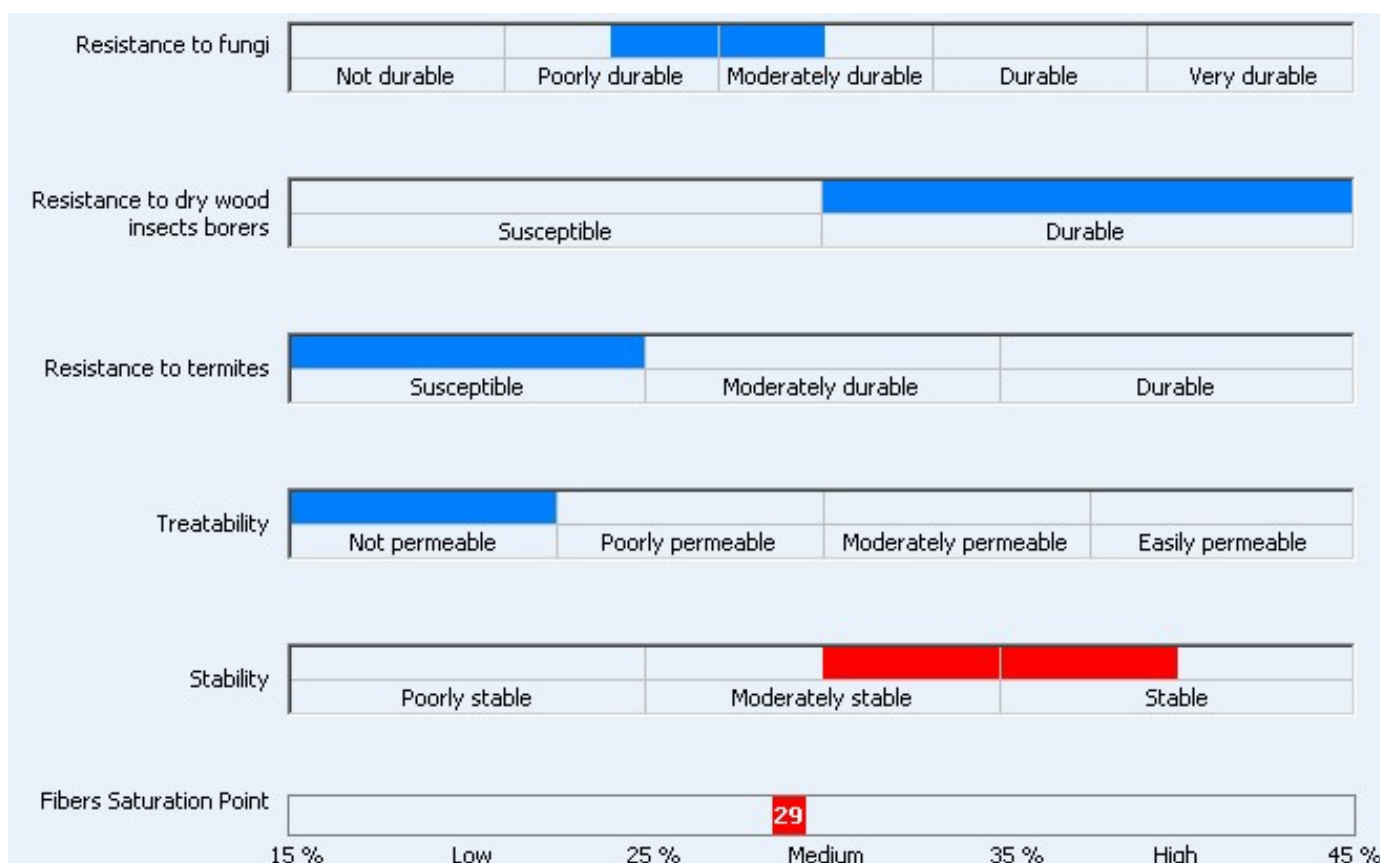 Resistance to fungi
Not durable Poorly durable Moderately durable Durable Very durable
Resistance to dry wood
insects borers
Susceptible Durable
Resistance to termites
Susceptible Moderately durable Durable
Treatability
Not permeable Poorly permeable Moderately permeable Easily permeable
Stability
Poorly stable Moderately stable Stable
Fibers Saturation Point
29
15 % Low 25 % Medium 35 % High 45 %